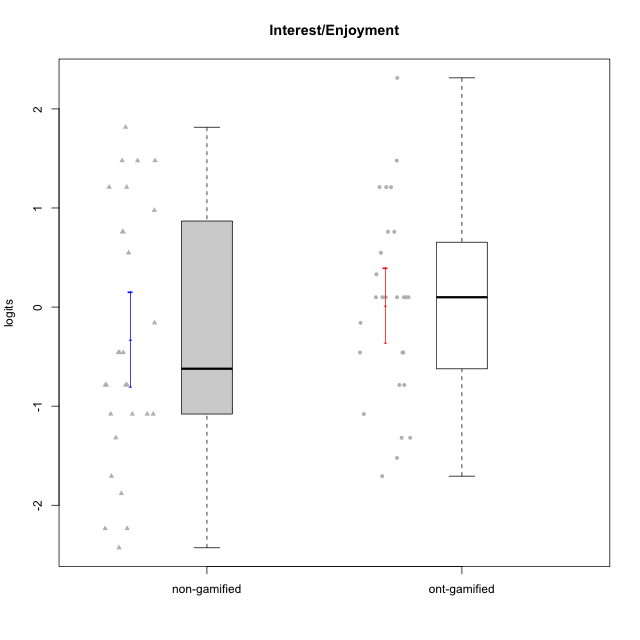 Interest/Enjoyment
logits
2
1
0
-1
-2
non-gamified
ont-gamified